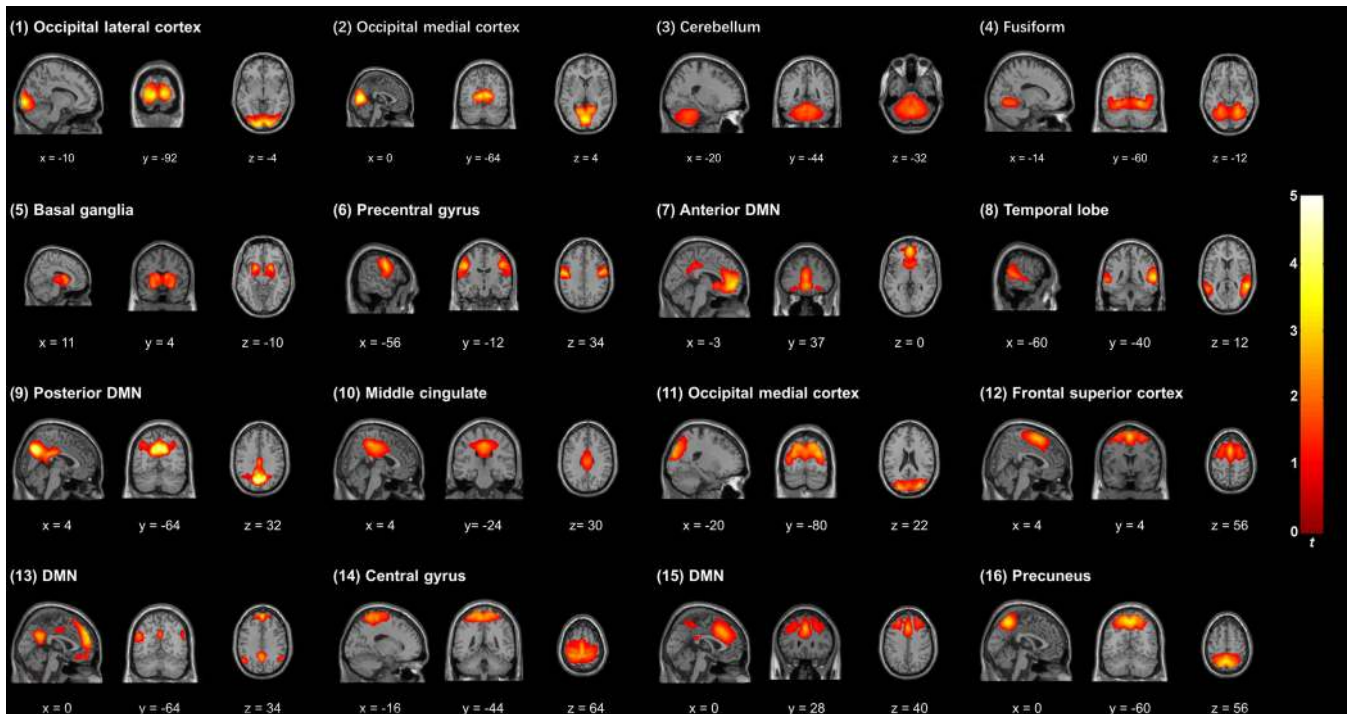 (1) Occipital lateral cortex
(2) Occipital medial cortex
(3) Cerebellum
(4) Fusiform
x = -10 y = -92 z = -4
x = 0 y = -64 z = 4
x = -20 y = -44 z = -32
x = -14 y = -60 z = -12
(5) Basal ganglia
(6) Precentral gyrus
(7) Anterior DMN
(8) Temporal lobe
x = 11 y = 4 z = -10
x = -56 y = -12 z = 34
x = -3 y = 37 z = 0
x = -60 y = -40 z = 12
(9) Posterior DMN
(10) Middle cingulate
(11) Occipital medial cortex
(12) Frontal superior cortex
x = 4 y = -64 z = 32
x = 4 y= -24 z= 30
x = -20 y = -80 z = 22
x = 4 y = 4 z = 56
(13) DMN
(14) Central gyrus
(15) DMN
(16) Precuneus
x = 0 y = -64 z = 34
x = -16 y = -44 z = 64
x = 0 y = 28 z = 40
x = 0 y = -60 z = 56
5
4
3
2
1
0
t